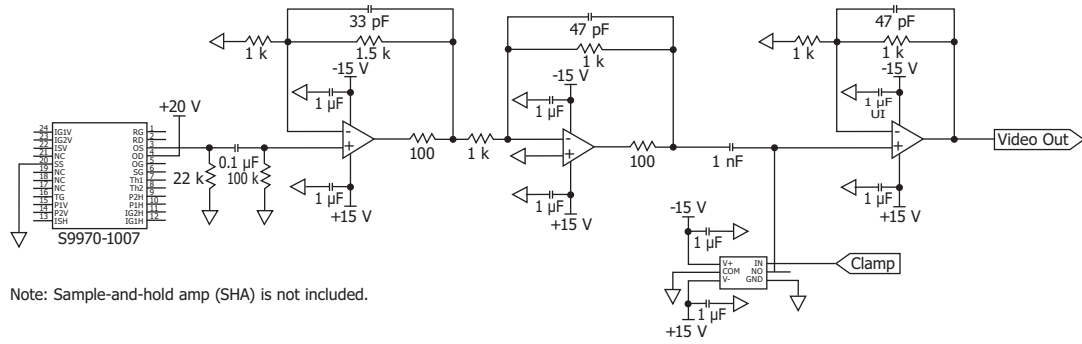 33 pF
1 k
1.5 k
-15 V
1 µF
100
1 µF
+15 V
47 pF
1 k
1 k
-15 V
1 µF
100
1 µF
+15 V
1 nF
47 pF
1 k
1 k
-15 V
1 µF
UI
1 µF
+15 V
Video Out
+20 V
24 IG1V RG 1
23 IG2V RD 2
22 ISV OS 3
21 NC OD 4
20 SS OG 5
19 NC SG 6
18 NC Th1 7
17 NC Th2 8
16 TG P2H 9
15 P1V P1H 10
14 P2V IG2H 11
13 ISH IG1H 12
S9970-1007
22 k
0.1 µF
100 k
-15 V
1 µF
V+ IN
COM NO
V- GND
Clamp
1 µF
+15 V
Note: Sample-and-hold amp (SHA) is not included.